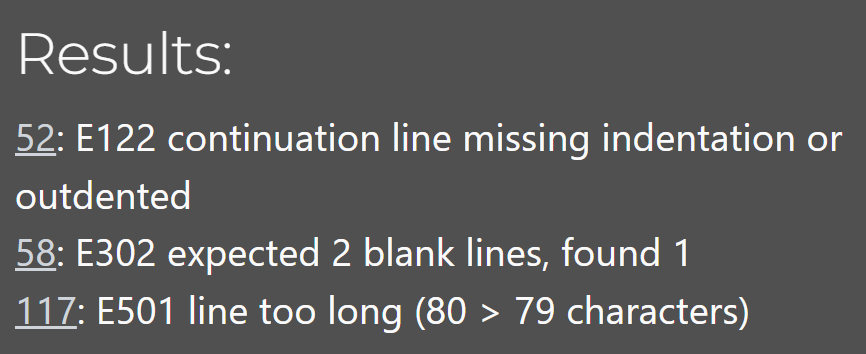 Results:
52: E122 continuation line missing indentation or
outdented
58: E302 expected 2 blank lines, found 1
117: E501 line too long (80 > 79 characters)